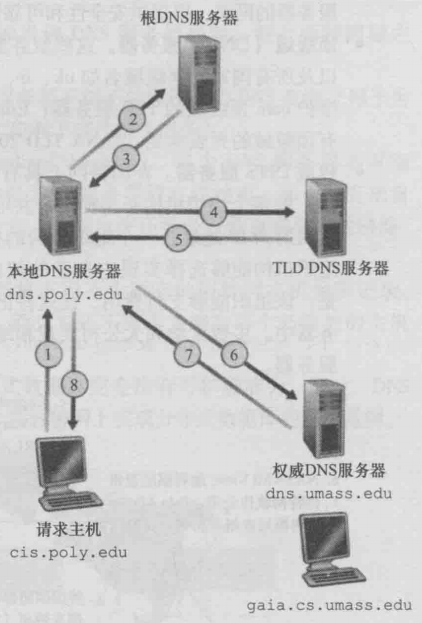 根DNS服务器
2
3
4
5
本地DNS服务器
dns.poly.edu
TLD DNS服务器
1
8
7
6
权威DNS服务器
dns.umass.edu
请求主机
cis.poly.edu
gaia.cs.umass.edu